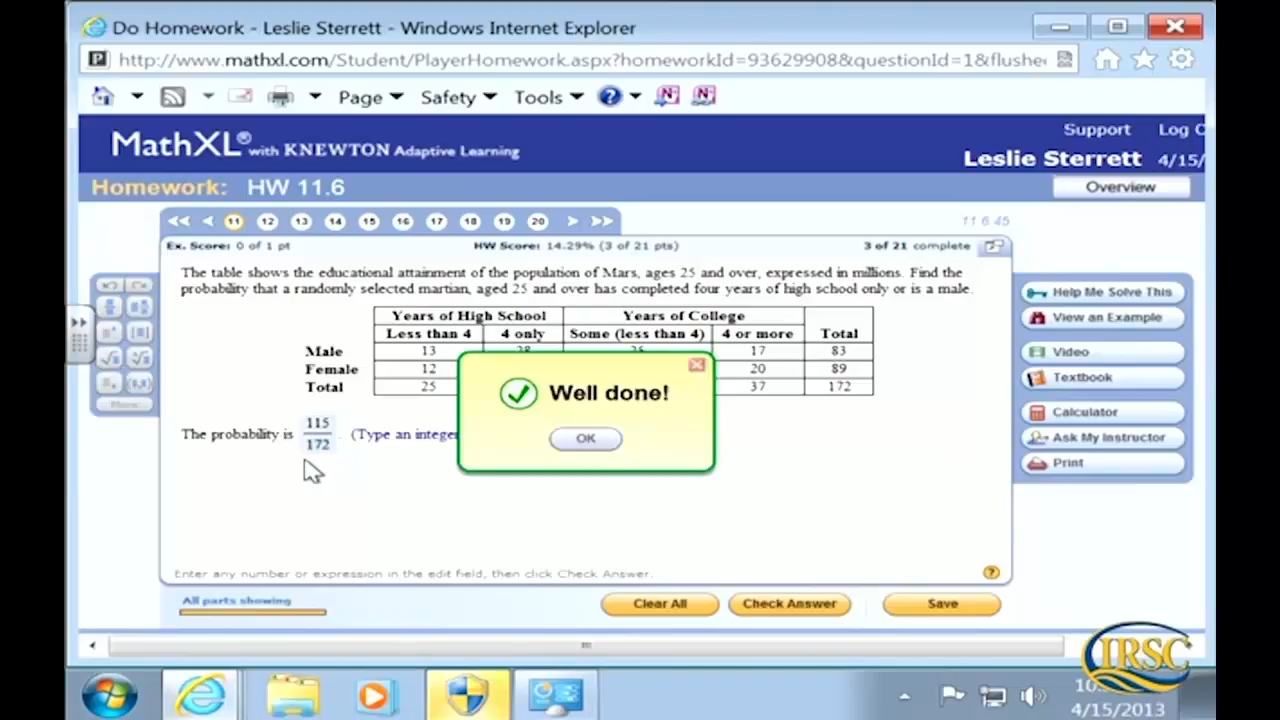 Do Homework - Leslie Sterrett - Windows Internet Explorer
http://www.mathxl.com/Student/PlayerHomework.aspx?homeworkId=93629908&questionId=1&flushe
Page Safety Tools
MathXL® with KNEWTON Adaptive Learning
Support Log
Leslie Sterrett 4/15/
Homework: HW 11.6
Overview
11 12 13 14 15 16 17 18 19 20
11.6.45
Ex. Score: 0 of 1 pt HW Score: 14.29% (3 of 21 pts) 3 of 21 complete
The table shows the educational attainment of the population of Mars, ages 25 and over, expressed in millions. Find the
probability that a randomly selected martian, aged 25 and over has completed four years of high school only or is a male.
Years of High School Years of College
Less than 4 4 only Some (less than 4) 4 or more Total
Male 13 17 83
Female 12 20 89
Total 25 37 172
Well done!
OK
The probability is 115/172. (Type an integer
Help Me Solve This
View an Example
Video
Textbook
Calculator
Ask My Instructor
Print
More
Enter any number or expression in the edit field, then click Check Answer.
All parts showing
Clear All Check Answer Save
IRSC
4/15/2013